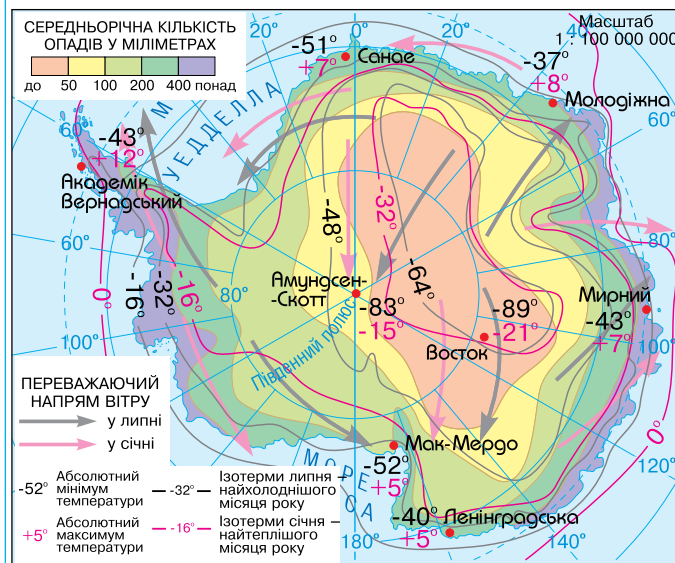 СЕРЕДНЬОРІЧНА КІЛЬКІСТЬ
ОПАДІВ У МІЛІМЕТРАХ
до 50 100 200 400 понад
Масштаб
1 : 100 000 000
20° 0° 20°
-51°
+7°
Санае
-37°
+8°
Молодіжна
60°
МОРЕ
УЕДДЕЛЛА
60°
-43°
+12°
Академік
Вернадський
60°
80°
-48°
-32°
-64°
-16°
-32°
-16°
0°
80°
Амундсен-
-Скотт
-83°
-15°
Південний полюс
-89°
-21°
Восток
Мирний
-43°
+7°
100°
100°
0°
120°
ПЕРЕВАЖАЮЧИЙ
НАПРЯМ ВІТРУ
у липні
у січні
Мак-Мердо
-52°
+5°
МОРЕ
РОССА
-40°
+5°
Ленінградська
180° 160° 140°
-52° Абсолютний
мінімум
температури
-32° Ізотерми липня –
найхолоднішого
місяця року
+5° Абсолютний
максимум
температури
-16° Ізотерми січня –
найтеплішого
місяця року